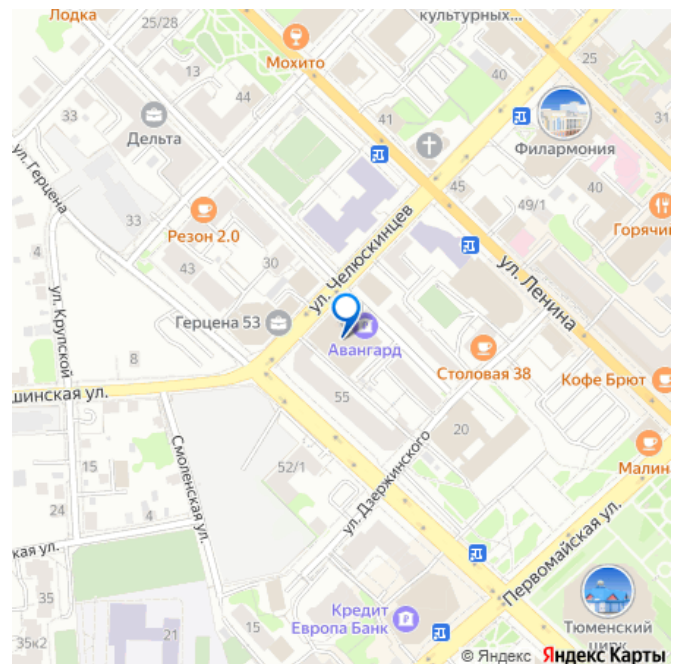 Лодка
25/28
культурных...
Мохито
13
25
40
44
33
Дельта
41
31
Филармония
ул. Герцена
45
40
49/1
33
Горячи
Резон 2.0
4
43
30
ул. Челюскинцев
ул. Ленина
ул. Крупской
Герцена 53
Авангард
8
Столовая 38
Кофе Брют
шинская ул.
55
20
Малин
Смоленская ул.
15
52/1
ул. Дзержинского
24
4
кая ул.
Первомайская ул.
35
Кредит
Европа Банк
Тюменский
цирк
35к2
21
15
© Яндекс Яндекс Карты